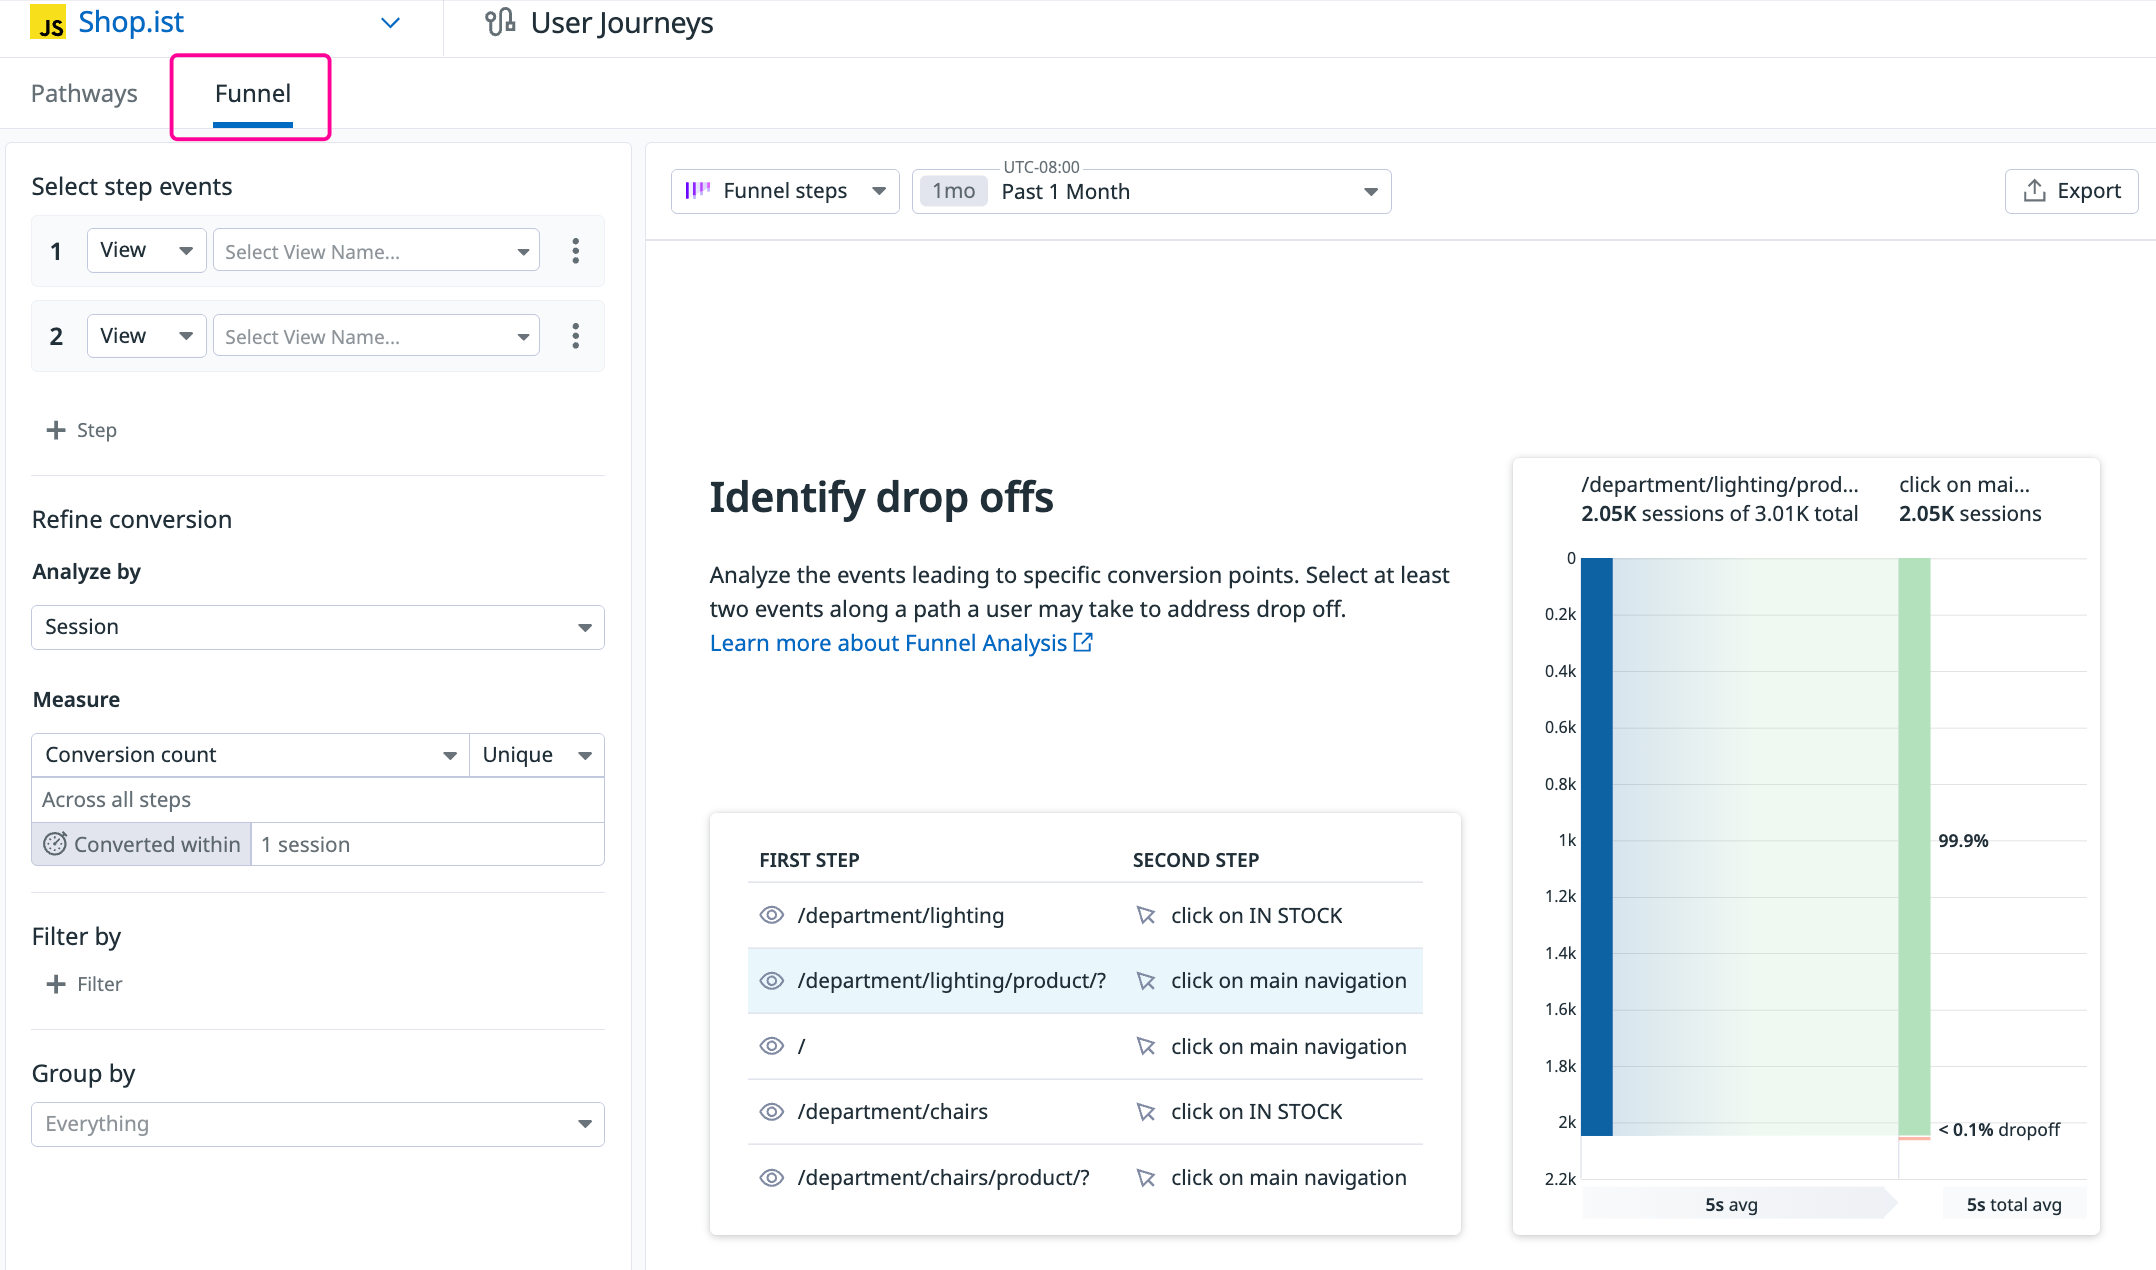 JS Shop.ist
User Journeys
Pathways
Funnel
Select step events
1 View Select View Name...
2 View Select View Name...
+ Step
Refine conversion
Analyze by
Session
Measure
Conversion count Unique
Across all steps
Converted within 1 session
Filter by
+ Filter
Group by
Everything
Funnel steps
UTC-08:00
1mo Past 1 Month
Export
Identify drop offs
Analyze the events leading to specific conversion points. Select at least
two events along a path a user may take to address drop off.
Learn more about Funnel Analysis
FIRST STEP SECOND STEP
/department/lighting click on IN STOCK
/department/lighting/product/? click on main navigation
/ click on main navigation
/department/chairs click on IN STOCK
/department/chairs/product/? click on main navigation
/department/lighting/prod... click on mai...
2.05K sessions of 3.01K total 2.05K sessions
0
0.2k
0.4k
0.6k
0.8k
1k 99.9%
1.2k
1.4k
1.6k
1.8k
2k < 0.1% dropoff
2.2k
5s avg 5s total avg